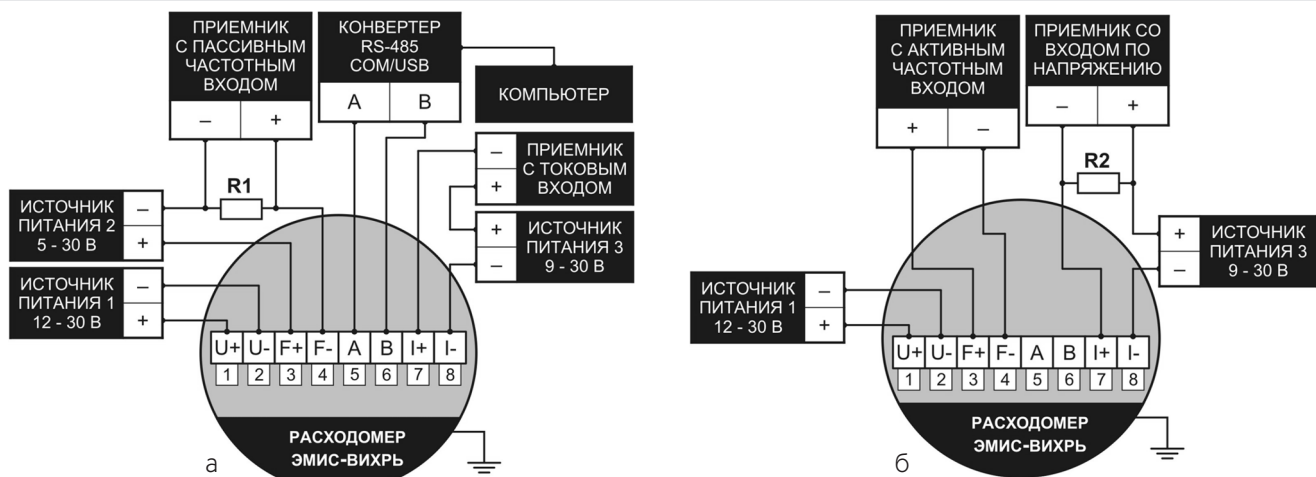 ПРИЕМНИК
С ПАССИВНЫМ
ЧАСТОТНЫМ
ВХОДОМ
– +
КОНВЕРТЕР
RS-485
COM/USB
A B
КОМПЬЮТЕР
– ПРИЕМНИК
+ С ТОКОВЫМ
ВХОДОМ
R1
ИСТОЧНИК –
ПИТАНИЯ 2
5 - 30 В +
+ ИСТОЧНИК
ПИТАНИЯ 3
– 9 - 30 В
ИСТОЧНИК –
ПИТАНИЯ 1
12 - 30 В +
U+ U- F+ F- A B I+ I-
1 2 3 4 5 6 7 8
РАСХОДОМЕР
ЭМИС-ВИХРЬ
а
ПРИЕМНИК
С АКТИВНЫМ
ЧАСТОТНЫМ
ВХОДОМ
+ –
ПРИЕМНИК СО
ВХОДОМ ПО
НАПРЯЖЕНИЮ
– +
R2
+ ИСТОЧНИК
ПИТАНИЯ 3
– 9 - 30 В
ИСТОЧНИК –
ПИТАНИЯ 1
12 - 30 В +
U+ U- F+ F- A B I+ I-
1 2 3 4 5 6 7 8
РАСХОДОМЕР
ЭМИС-ВИХРЬ
б